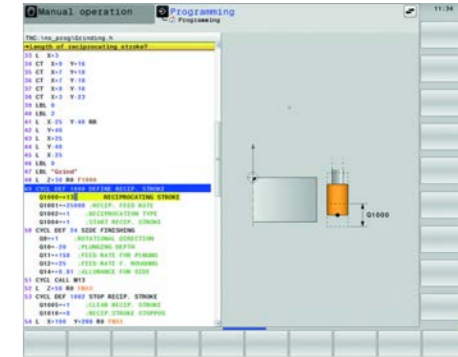 Manual operation
Programming
Programming
11:34
TNC:\nc_prog\Grinding.h
→Length of reciprocating stroke?
33 L X+3
34 CT X+9 Y+16
35 CT X+7 Y+18
36 CT X+7 Y-18
37 CT X+9 Y-16
38 CT X+3 Y-23
39 LBL 0
40 LBL 2
41 L X-25 Y-40 RR
42 L Y+40
43 L X+25
44 L Y-40
45 L X-25
46 LBL 0
47 LBL "Grind"
48 L Z+30 R0 F1000
49 CYCL DEF 1000 DEFINE RECIP. STROKE
Q1000=+13 RECIPROCATING STROKE
Q1001=+25000 ;RECIP. FEED RATE
Q1002=+1 ;RECIPROCATION TYPE
Q1004=+1 ;START RECIP. STROKE
50 CYCL DEF 24 SIDE FINISHING
Q9=+1 ;ROTATIONAL DIRECTION
Q10=-20 ;PLUNGING DEPTH
Q11=+150 ;FEED RATE FOR PLNGNG
Q12=+25 ;FEED RATE F. ROUGHNG
Q14=+0.01 ;ALLOWANCE FOR SIDE
51 CYCL CALL M13
52 L Z+50 R0 FMAX
53 CYCL DEF 1002 STOP RECIP. STROKE
Q1005=+1 ;CLEAR RECIP. STROKE
Q1010=+0 ;RECIP.STROKE STOPPOS
54 L X+100 Y+200 R0 FMAX
Q1000